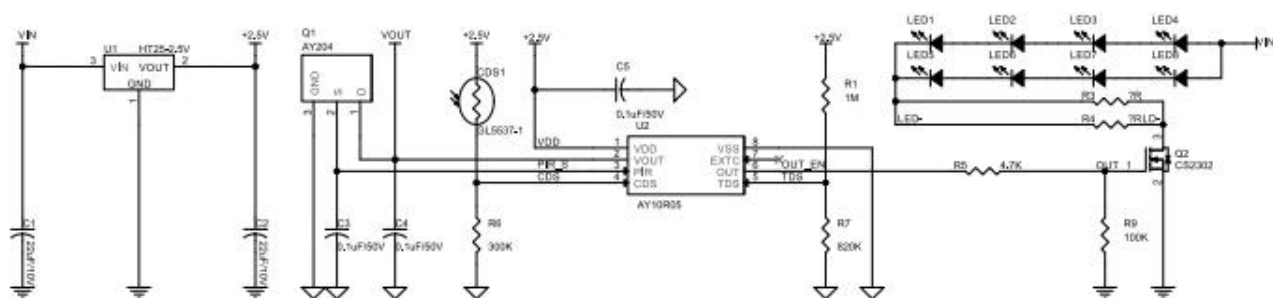 VIN
U1
HT25-2.5V
+2.5V
3
VIN
VOUT
2
GND
1
C1
22uF/10V
C2
22uF/10V
Q1
AY204
GND
S
D
3
2
1
VOUT
+2.5V
CDS1
GL5537-1
+2.5V
C5
0.1uF/50V
U2
VDD
PIR_S
CDS
1
2
3
4
VDD
VOUT
PIR
CDS
VSS
EXTC
OUT
TDS
8
7
6
5
AY10R05
OUT_EN
TDS
C3
0.1uF/50V
C4
0.1uF/50V
R6
300K
+2.5V
R1
1M
R7
820K
LED1
LED2
LED3
LED4
VIN
LED5
LED6
LED7
LED8
R3
?R
LED-
R4
?RLD-
3
Q2
CS2302
R5
4.7K
OUT_1
1
2
R9
100K